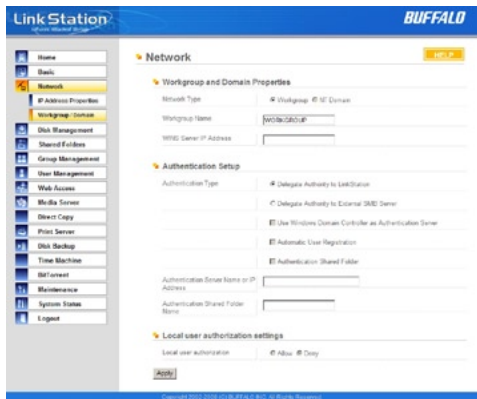 LinkStation
BUFFALO
Home
Basic
Network
IP Address Properties
Workgroup/Domain
Disk Management
Shared Folders
Group Management
User Management
Web Access
Media Server
Direct Copy
Print Server
Disk Backup
Time Machine
BitTorrent
Maintenance
System Status
Logout
Network
HELP
Workgroup and Domain Properties
Network Type
Workgroup NT Domain
Workgroup Name
WORKGROUP
WINS Server IP Address
Authentication Setup
Authentication Type
Delegate Authority to LinkStation
Delegate Authority to External SMB Server
Use Windows Domain Controller as Authentication Server
Automatic User Registration
Authentication Shared Folder
Authentication Server Name or IP
Address
Authentication Shared Folder
Name
Local user authorization settings
Local user authorization
Allow Deny
Apply